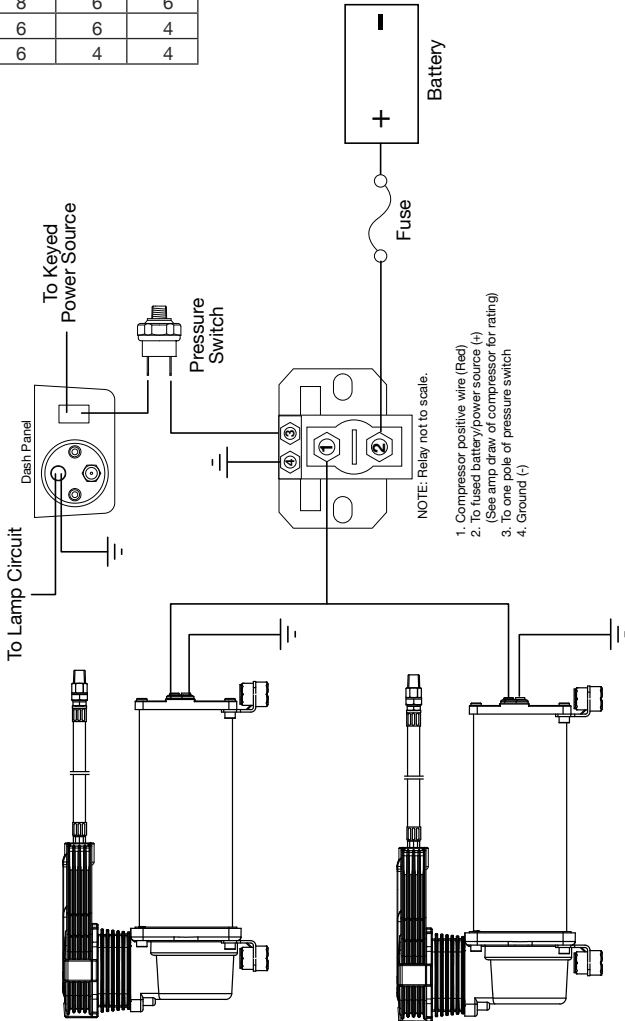 8 6 6
6 6 4
6 4 4
To Lamp Circuit
Dash Panel
To Keyed
Power Source
Pressure
Switch
4 3
1
2
Fuse
+ -
Battery
NOTE: Relay not to scale.
1. Compressor positive wire (Red)
2. To fused battery/power source (+)
(See amp draw of compressor for rating)
3. To one pole of pressure switch
4. Ground (-)